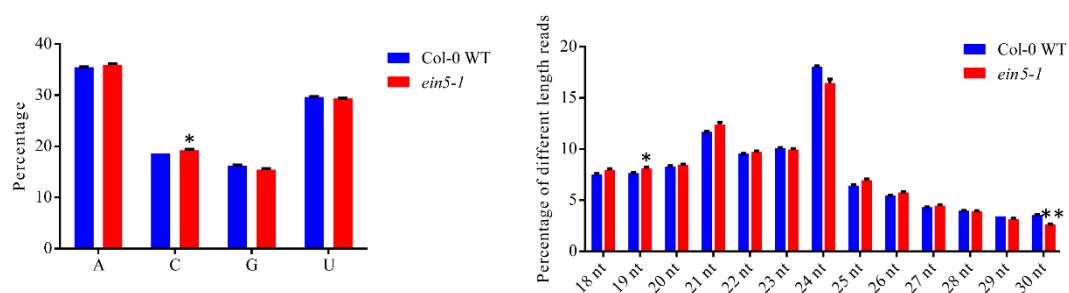 Percentage
40
30
20
10
0
A
C
G
U
*
Col-0 WT
ein5-1
Percentage of different length reads
20
15
10
5
0
18 nt
19 nt
20 nt
21 nt
22 nt
23 nt
24 nt
25 nt
26 nt
27 nt
28 nt
29 nt
30 nt
*
**
Col-0 WT
ein5-1